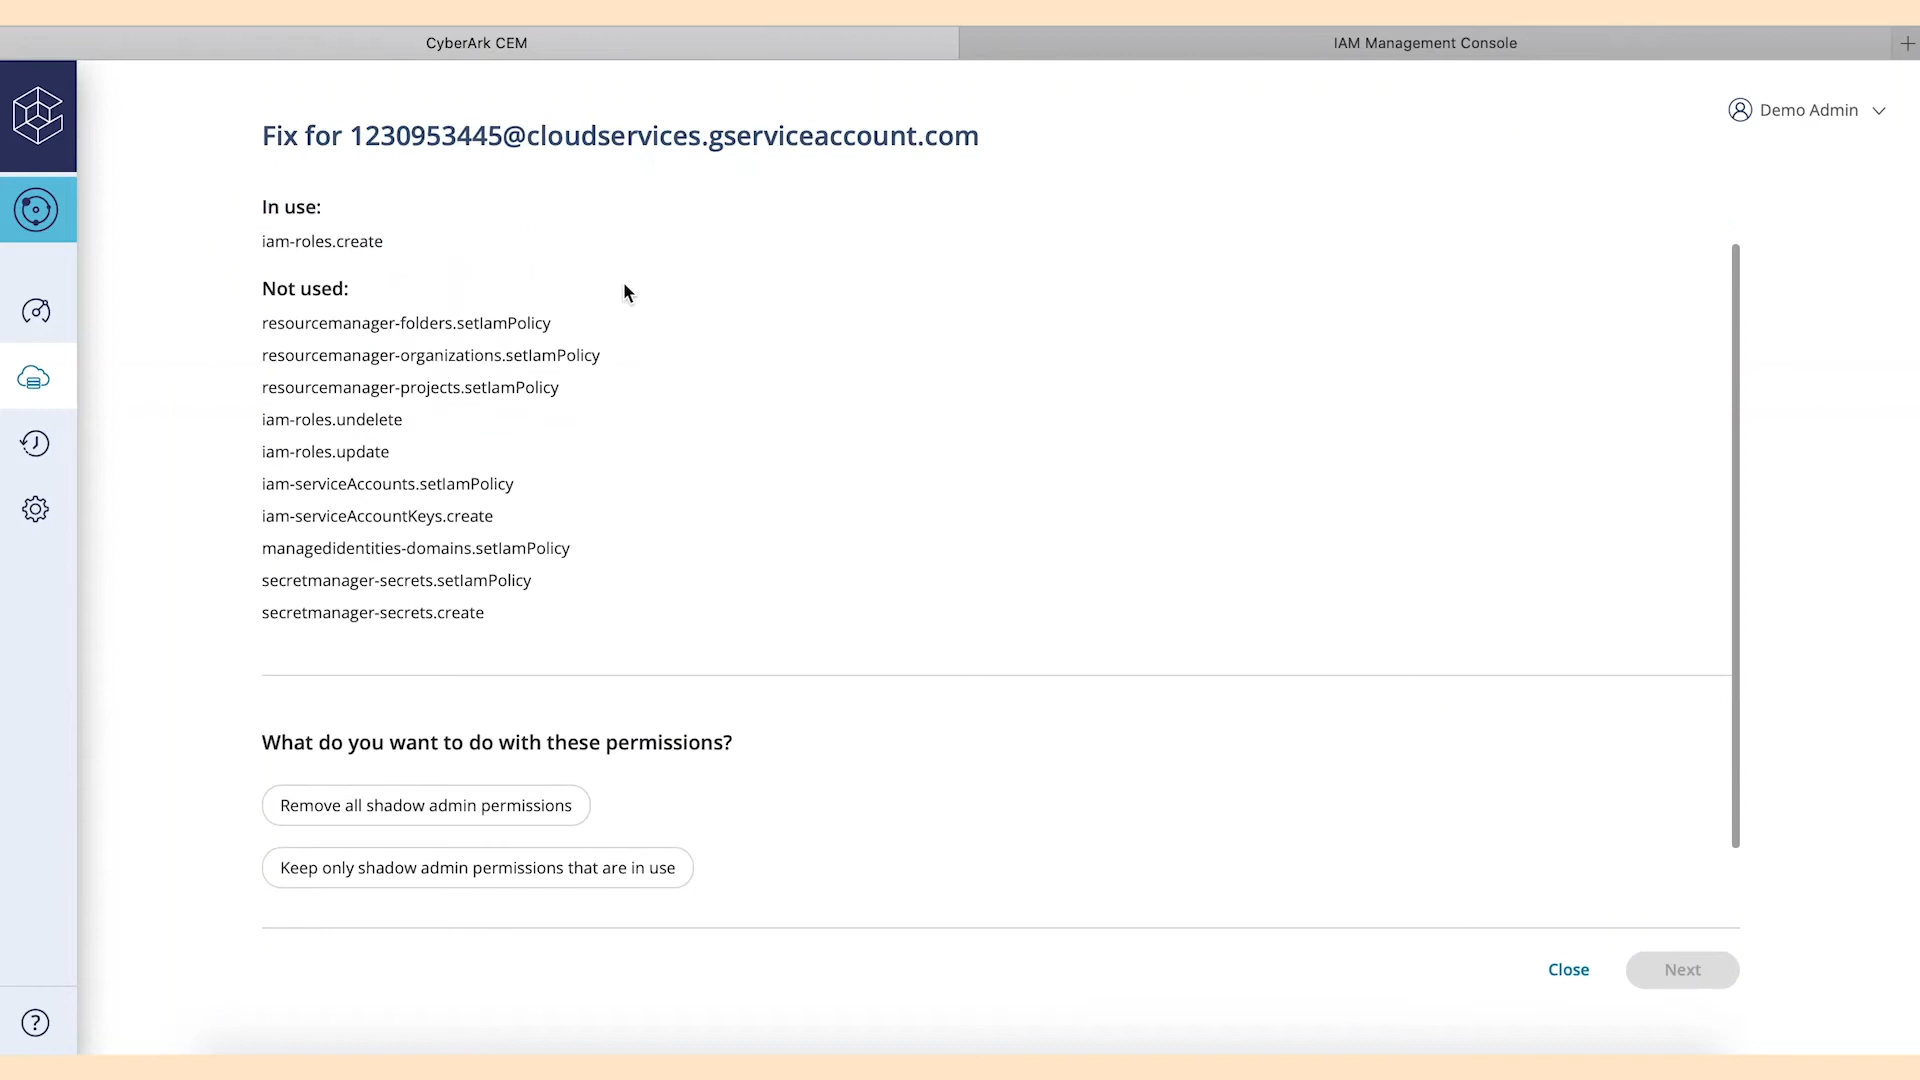 CyberArk CEM
IAM Management Console
Demo Admin
Fix for 1230953445@cloudservices.gserviceaccount.com
In use:
iam-roles.create
Not used:
resourcemanager-folders.setIamPolicy
resourcemanager-organizations.setIamPolicy
resourcemanager-projects.setIamPolicy
iam-roles.undelete
iam-roles.update
iam-serviceAccounts.setIamPolicy
iam-serviceAccountKeys.create
managedidentities-domains.setIamPolicy
secretmanager-secrets.setIamPolicy
secretmanager-secrets.create
What do you want to do with these permissions?
Remove all shadow admin permissions
Keep only shadow admin permissions that are in use
Close
Next